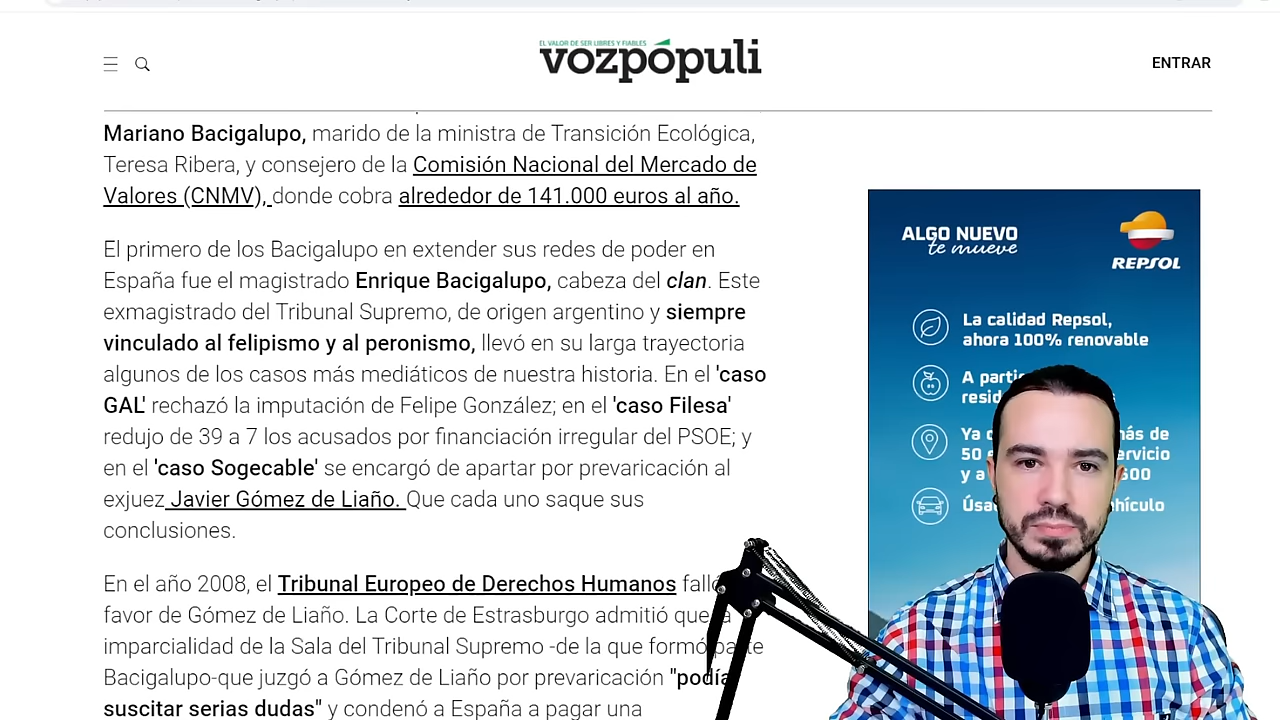 EL VALOR DE SER LIBRES Y FIABLES
vozpópuli
ENTRAR
Mariano Bacigalupo, marido de la ministra de Transición Ecológica,
Teresa Ribera, y consejero de la Comisión Nacional del Mercado de
Valores (CNMV), donde cobra alrededor de 141.000 euros al año.
El primero de los Bacigalupo en extender sus redes de poder en
España fue el magistrado Enrique Bacigalupo, cabeza del clan. Este
exmagistrado del Tribunal Supremo, de origen argentino y siempre
vinculado al felipismo y al peronismo, llevó en su larga trayectoria
algunos de los casos más mediáticos de nuestra historia. En el 'caso
GAL' rechazó la imputación de Felipe González; en el 'caso Filesa'
redujo de 39 a 7 los acusados por financiación irregular del PSOE; y
en el 'caso Sogecable' se encargó de apartar por prevaricación al
exjuez Javier Gómez de Liaño. Que cada uno saque sus
conclusiones.
En el año 2008, el Tribunal Europeo de Derechos Humanos falló
favor de Gómez de Liaño. La Corte de Estrasburgo admitió que la
imparcialidad de la Sala del Tribunal Supremo -de la que formó parte
Bacigalupo-que juzgó a Gómez de Liaño por prevaricación "podía
suscitar serias dudas" y condenó a España a pagar una
ALGO NUEVO
te mueve
REPSOL
La calidad Repsol,
ahora 100% renovable
A parti
resid
Ya más de
50 ervicio
y a 600
Úsa hículo